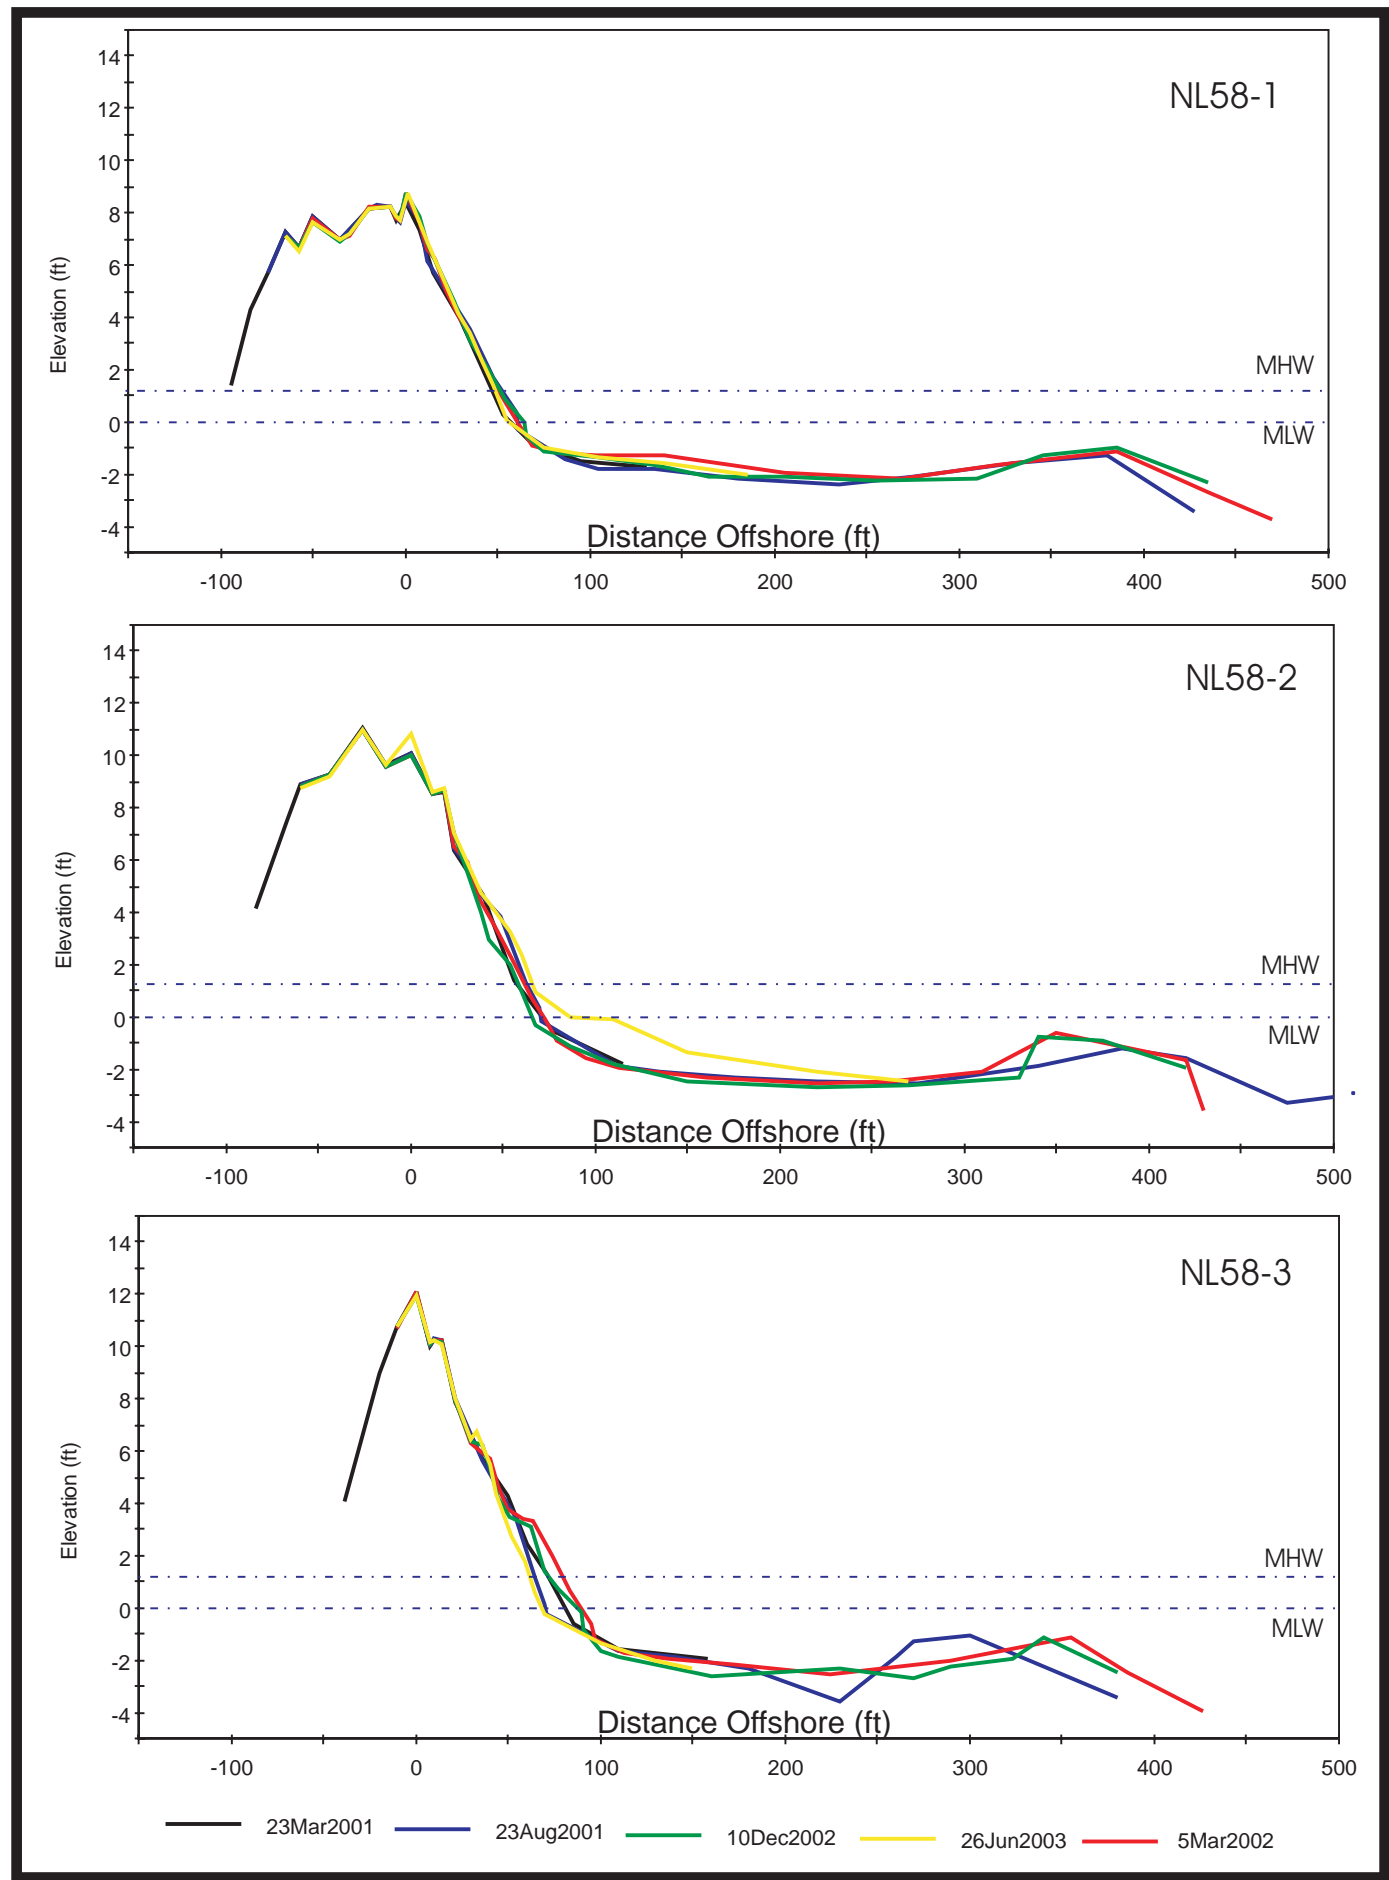 NL58-1
14
12
10
8
6
4
2
0
-2
-4
Elevation (ft)
MHW
MLW
Distance Offshore (ft)
-100 0 100 200 300 400 500
NL58-2
14
12
10
8
6
4
2
0
-2
-4
Elevation (ft)
MHW
MLW
Distance Offshore (ft)
-100 0 100 200 300 400 500
NL58-3
14
12
10
8
6
4
2
0
-2
-4
Elevation (ft)
MHW
MLW
Distance Offshore (ft)
-100 0 100 200 300 400 500
23Mar2001 23Aug2001 10Dec2002 26Jun2003 5Mar2002